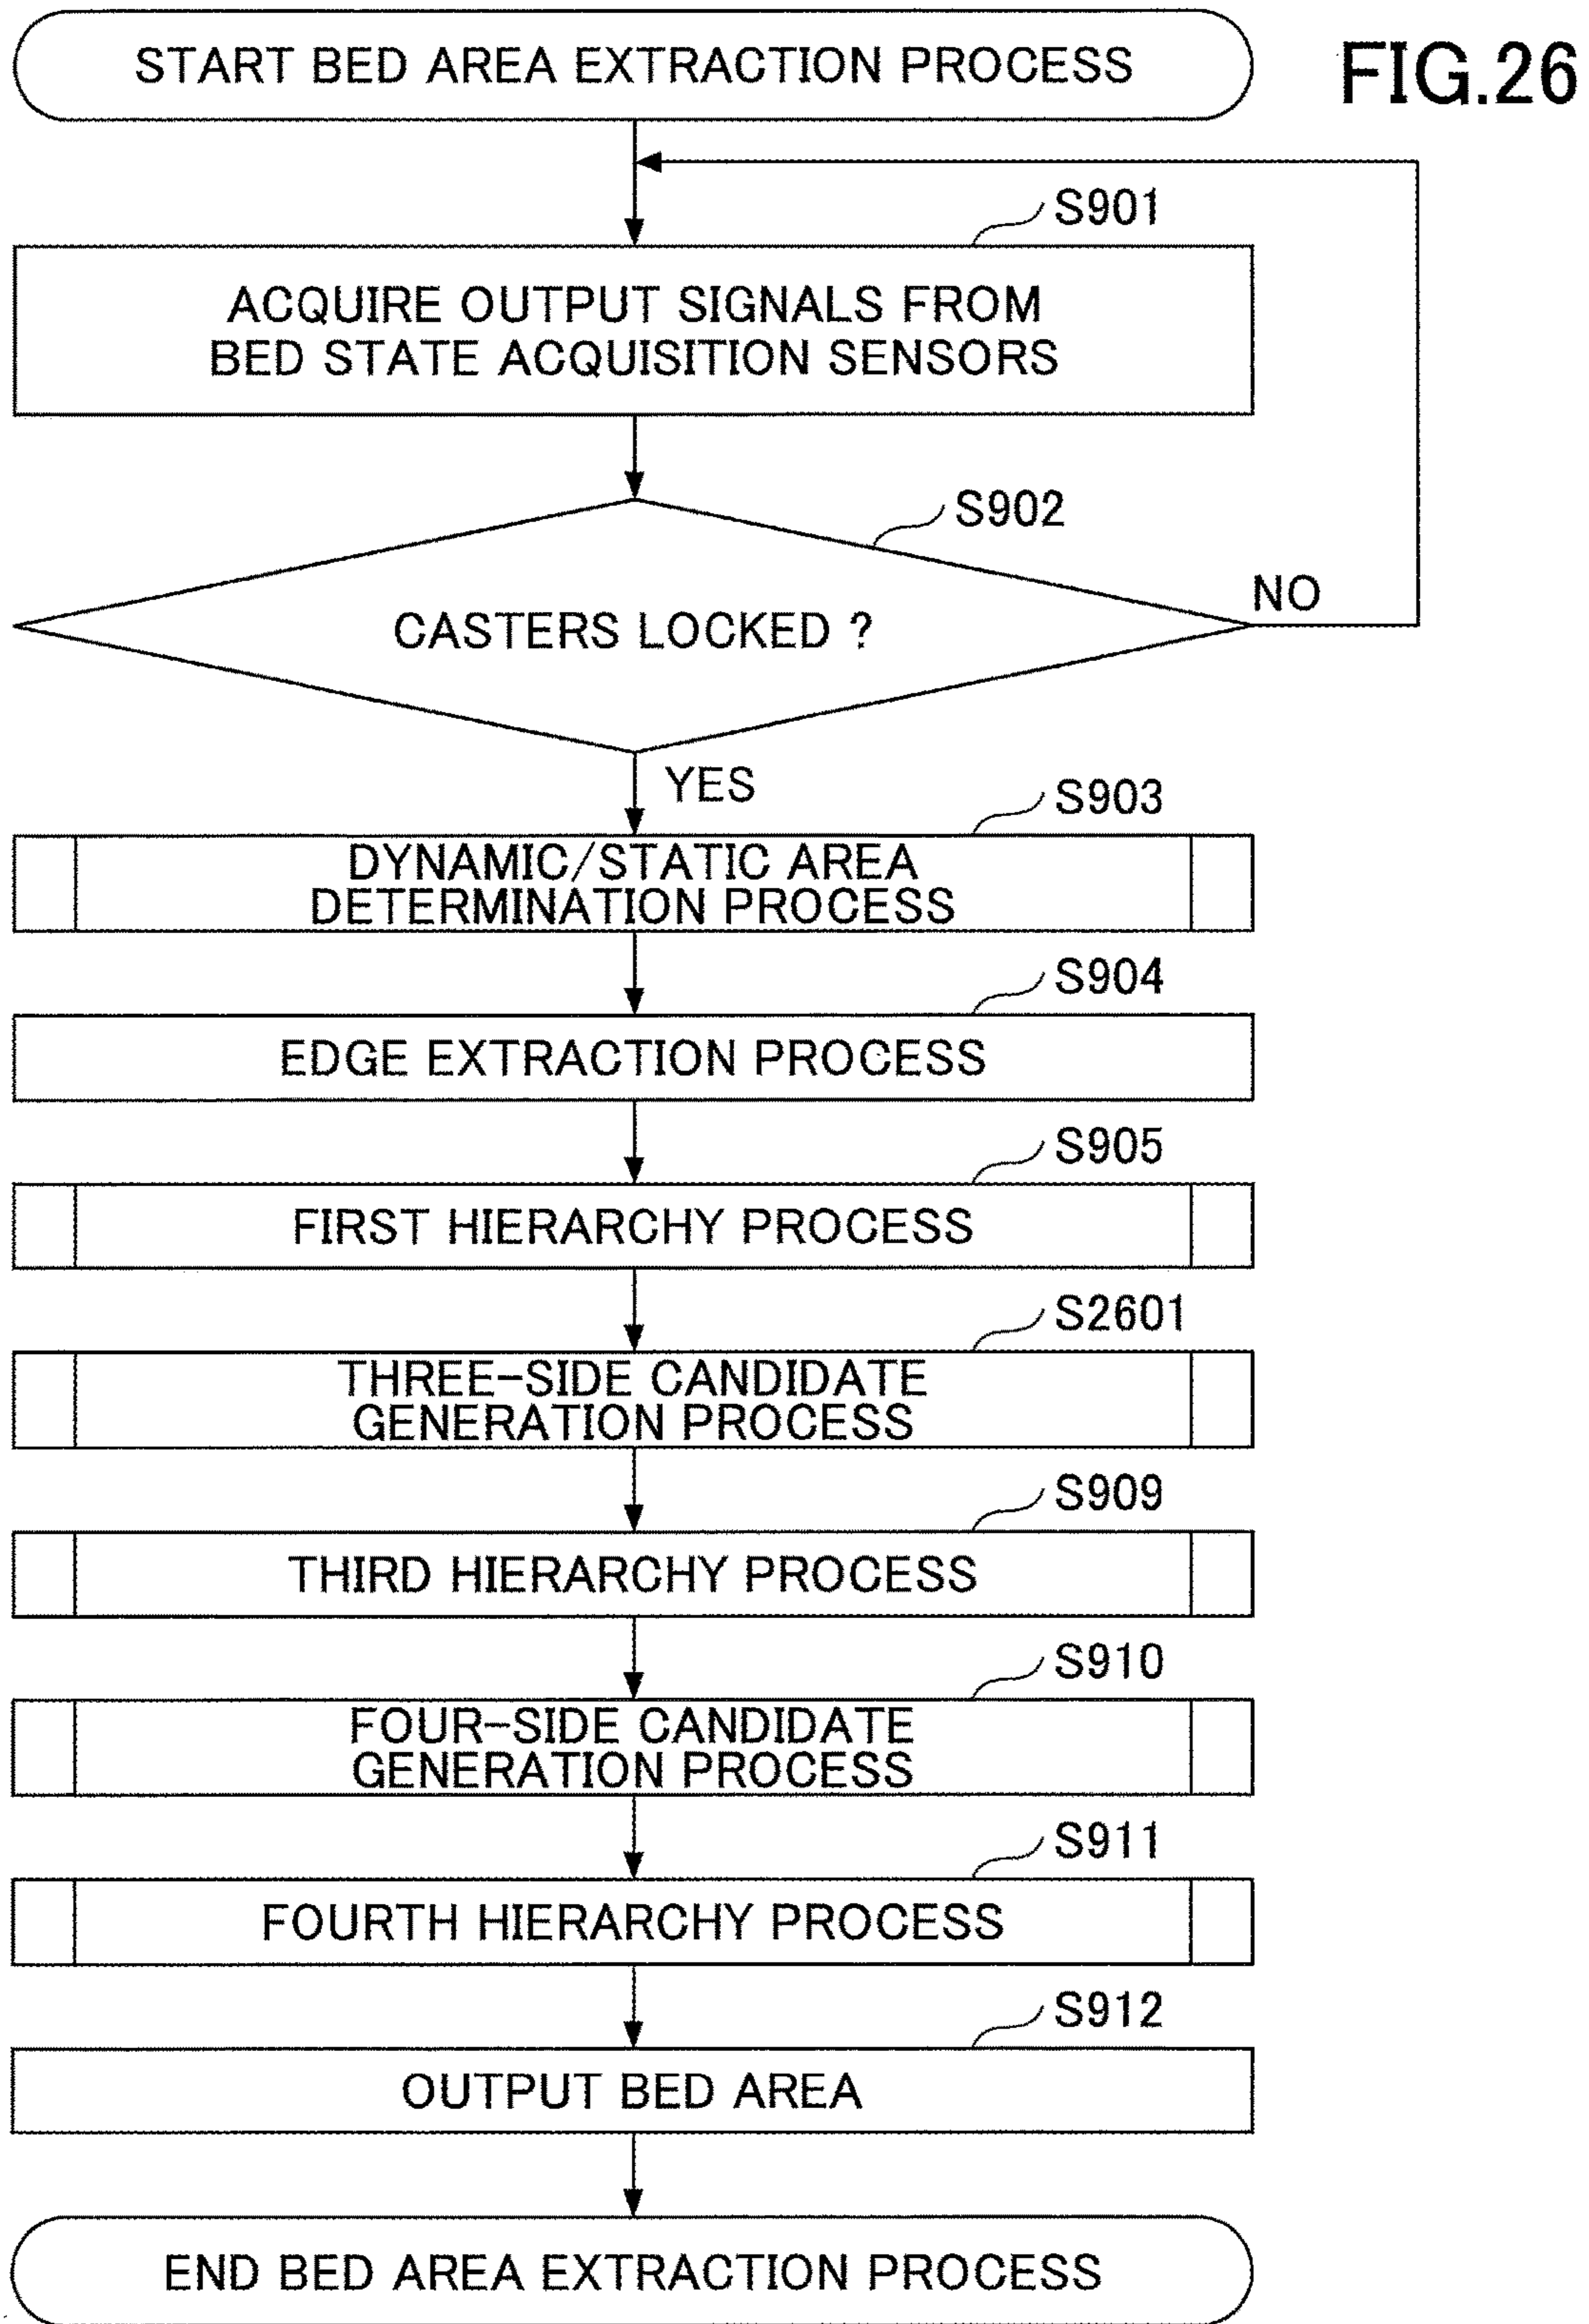 START BED AREA EXTRACTION PROCESS
FIG.26
S901
ACQUIRE OUTPUT SIGNALS FROM
BED STATE ACQUISITION SENSORS
S902
CASTERS LOCKED ?
NO
YES
S903
DYNAMIC/STATIC AREA
DETERMINATION PROCESS
S904
EDGE EXTRACTION PROCESS
S905
FIRST HIERARCHY PROCESS
S2601
THREE-SIDE CANDIDATE
GENERATION PROCESS
S909
THIRD HIERARCHY PROCESS
S910
FOUR-SIDE CANDIDATE
GENERATION PROCESS
S911
FOURTH HIERARCHY PROCESS
S912
OUTPUT BED AREA
END BED AREA EXTRACTION PROCESS